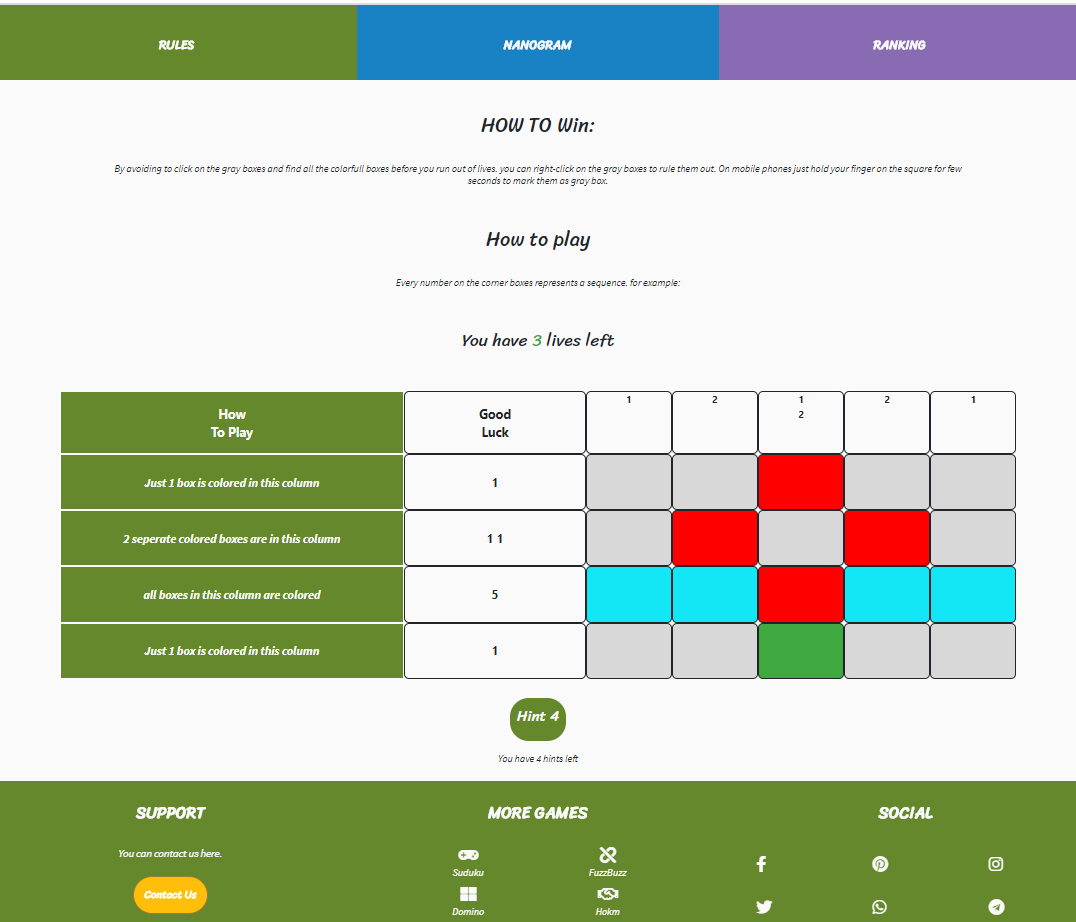 RULES
NANOGRAM
RANKING
HOW TO Win:
By avoiding to click on the gray boxes and find all the colorfull boxes before you run out of lives. you can right-click on the gray boxes to rule them out. On mobile phones just hold your finger on the square for few
seconds to mark them as gray box.
How to play
Every number on the corner boxes represents a sequence. for example:
You have 3 lives left
How
To Play
Good
Luck
1
2
1
2
2
1
Just 1 box is colored in this column
1
2 seperate colored boxes are in this column
1 1
all boxes in this column are colored
5
Just 1 box is colored in this column
1
Hint 4
You have 4 hints left
SUPPORT
You can contact us here.
Contact Us
MORE GAMES
Suduku
FuzzBuzz
Domino
Hokm
SOCIAL